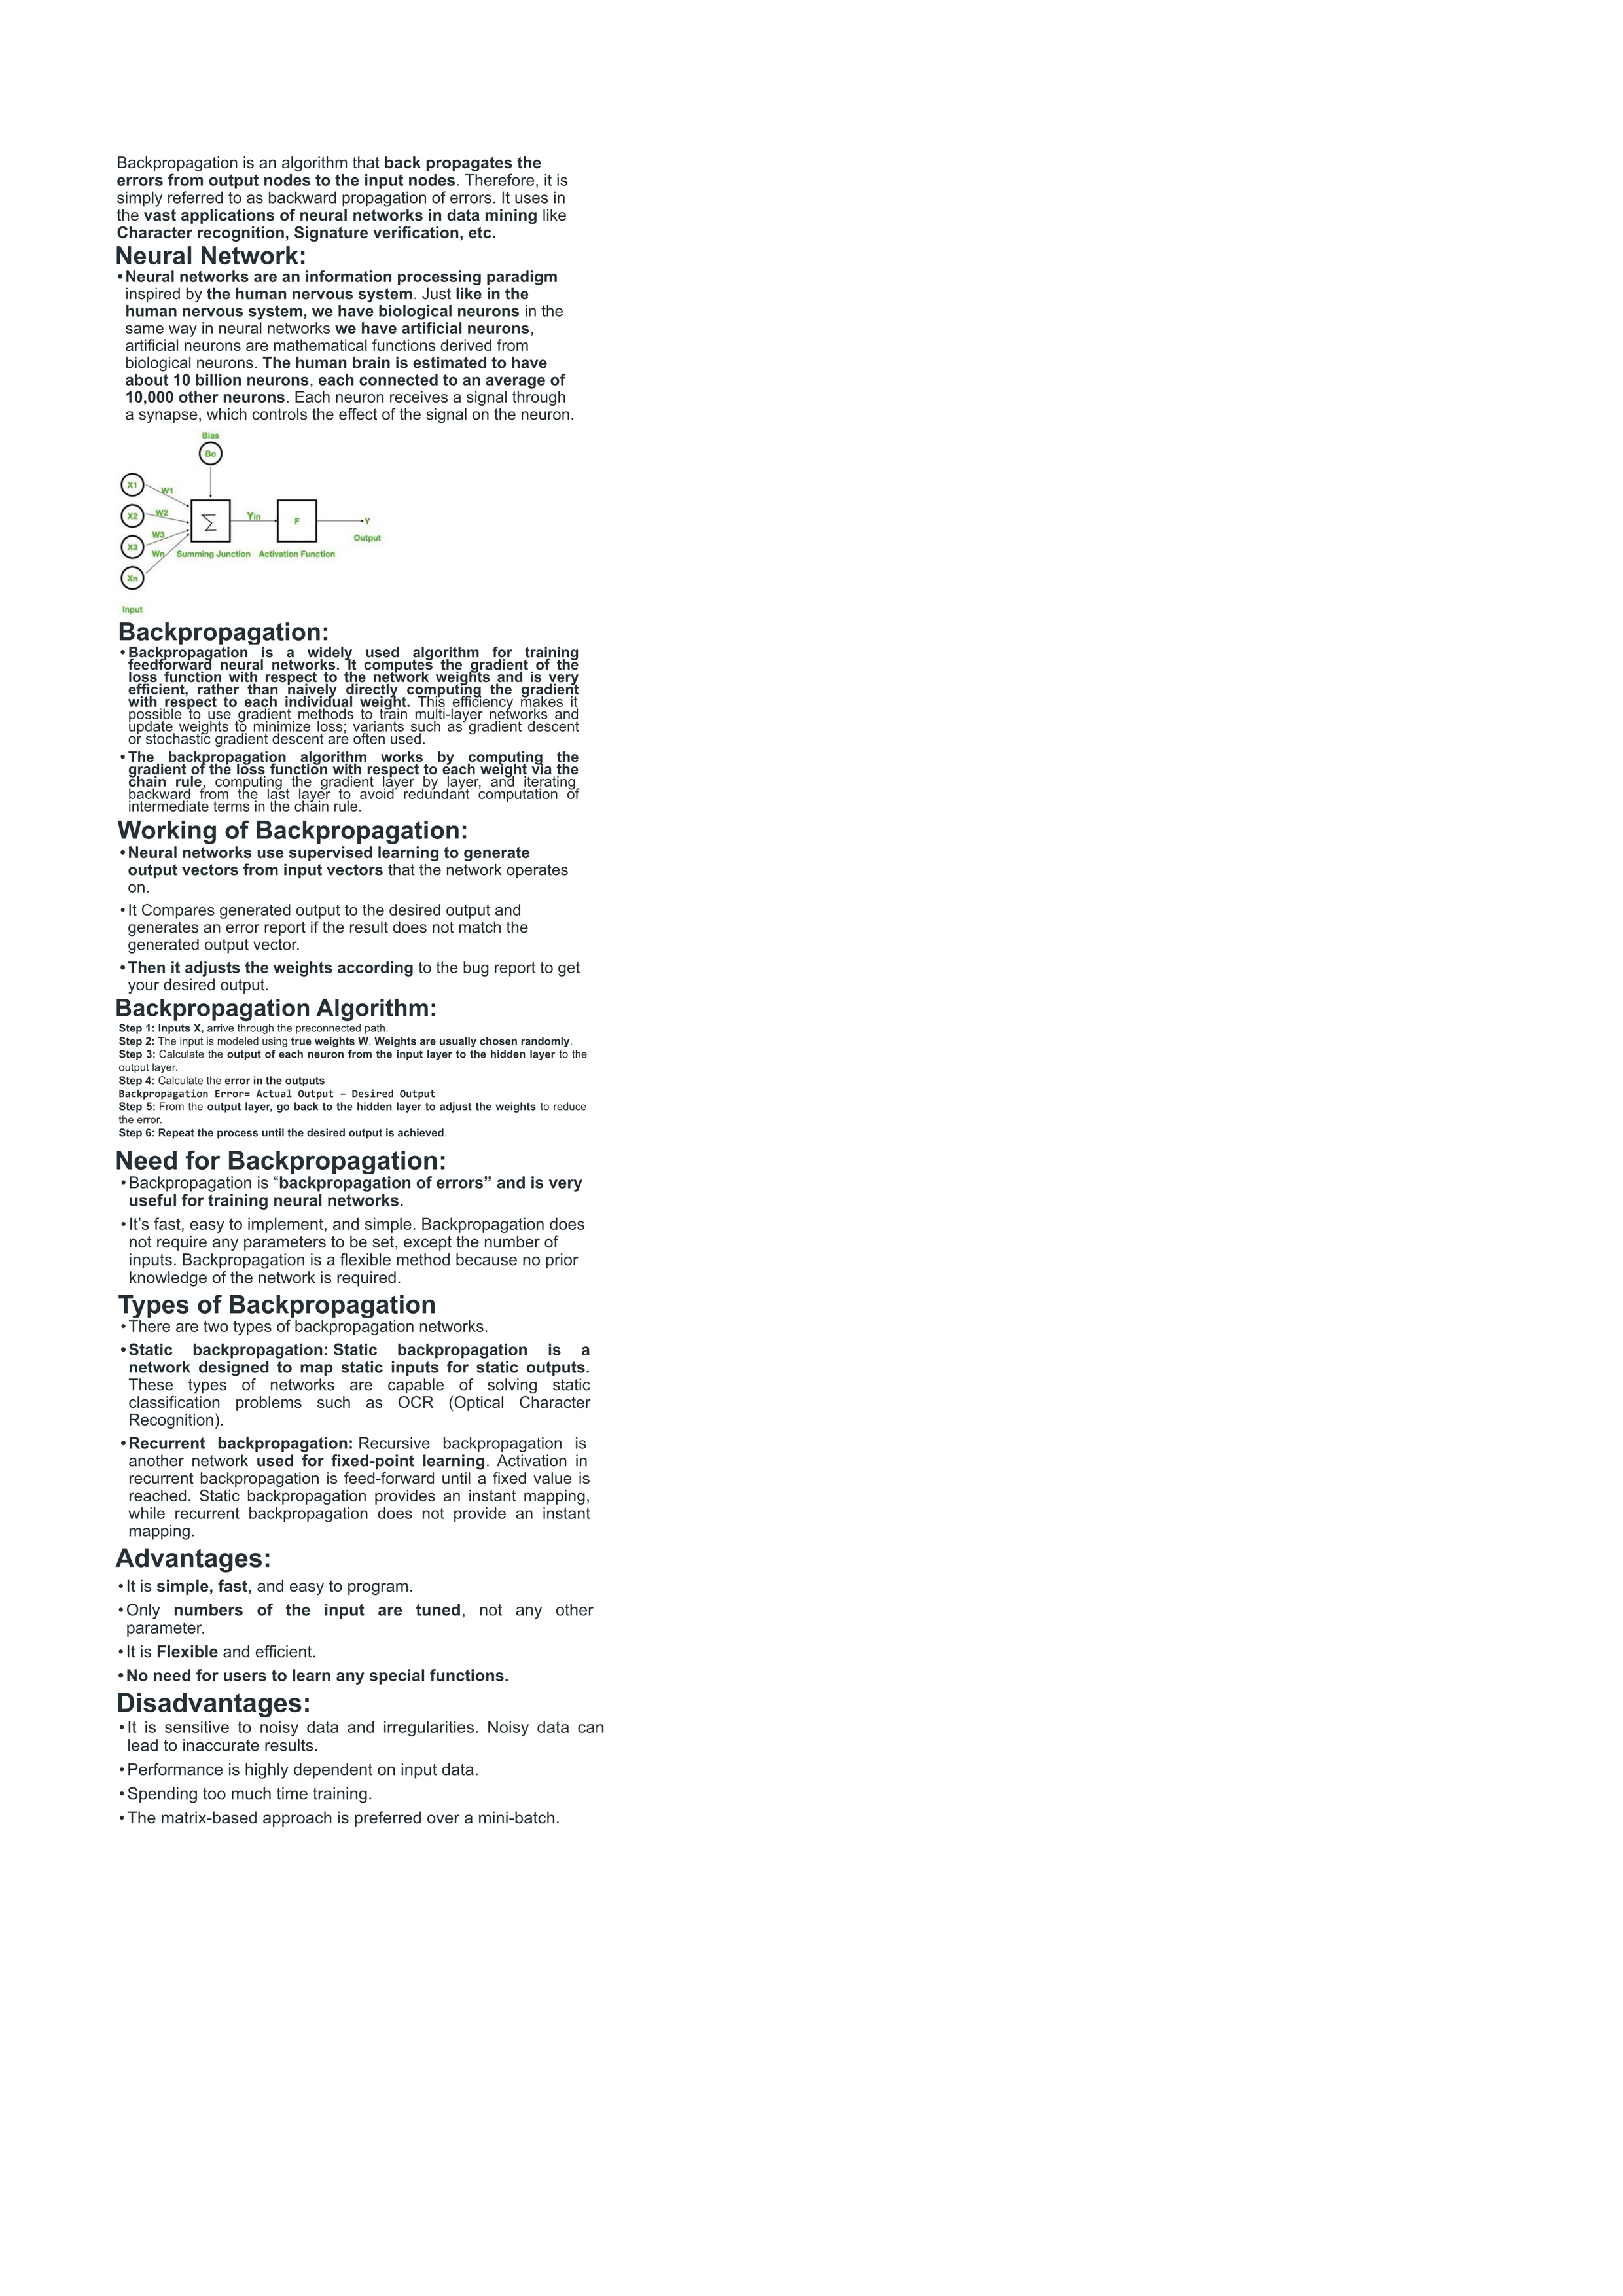 Backpropagation is an algorithm that back propagates the
errors from output nodes to the input nodes. Therefore, it is
simply referred to as backward propagation of errors. It uses in
the vast applications of neural networks in data mining like
Character recognition, Signature verification, etc.
Neural Network:
•Neural networks are an information processing paradigm
inspired by the human nervous system. Just like in the
human nervous system, we have biological neurons in the
same way in neural networks we have artificial neurons,
artificial neurons are mathematical functions derived from
biological neurons. The human brain is estimated to have
about 10 billion neurons, each connected to an average of
10,000 other neurons. Each neuron receives a signal through
a synapse, which controls the effect of the signal on the neuron.
Bias
Bo
X1
W1
X2
W2
X3
W3
Xn
Wn
∑
Summing Junction
Yin
F
Activation Function
Y
Output
Input
Backpropagation:
•Backpropagation is a widely used algorithm for training
feedforward neural networks. It computes the gradient of the
loss function with respect to the network weights and is very
efficient, rather than naively directly computing the gradient
with respect to each individual weight. This efficiency makes it
possible to use gradient methods to train multi-layer networks and
update weights to minimize loss; variants such as gradient descent
or stochastic gradient descent are often used.
•The backpropagation algorithm works by computing the
gradient of the loss function with respect to each weight via the
chain rule, computing the gradient layer by layer, and iterating
backward from the last layer to avoid redundant computation of
intermediate terms in the chain rule.
Working of Backpropagation:
•Neural networks use supervised learning to generate
output vectors from input vectors that the network operates
on.
•It Compares generated output to the desired output and
generates an error report if the result does not match the
generated output vector.
•Then it adjusts the weights according to the bug report to get
your desired output.
Backpropagation Algorithm:
Step 1: Inputs X, arrive through the preconnected path.
Step 2: The input is modeled using true weights W. Weights are usually chosen randomly.
Step 3: Calculate the output of each neuron from the input layer to the hidden layer to the
output layer.
Step 4: Calculate the error in the outputs
Backpropagation Error= Actual Output – Desired Output
Step 5: From the output layer, go back to the hidden layer to adjust the weights to reduce
the error.
Step 6: Repeat the process until the desired output is achieved.
Need for Backpropagation:
•Backpropagation is “backpropagation of errors” and is very
useful for training neural networks.
•It’s fast, easy to implement, and simple. Backpropagation does
not require any parameters to be set, except the number of
inputs. Backpropagation is a flexible method because no prior
knowledge of the network is required.
Types of Backpropagation
•There are two types of backpropagation networks.
•Static backpropagation: Static backpropagation is a
network designed to map static inputs for static outputs.
These types of networks are capable of solving static
classification problems such as OCR (Optical Character
Recognition).
•Recurrent backpropagation: Recursive backpropagation is
another network used for fixed-point learning. Activation in
recurrent backpropagation is feed-forward until a fixed value is
reached. Static backpropagation provides an instant mapping,
while recurrent backpropagation does not provide an instant
mapping.
Advantages:
•It is simple, fast, and easy to program.
•Only numbers of the input are tuned, not any other
parameter.
•It is Flexible and efficient.
•No need for users to learn any special functions.
Disadvantages:
•It is sensitive to noisy data and irregularities. Noisy data can
lead to inaccurate results.
•Performance is highly dependent on input data.
•Spending too much time training.
•The matrix-based approach is preferred over a mini-batch.